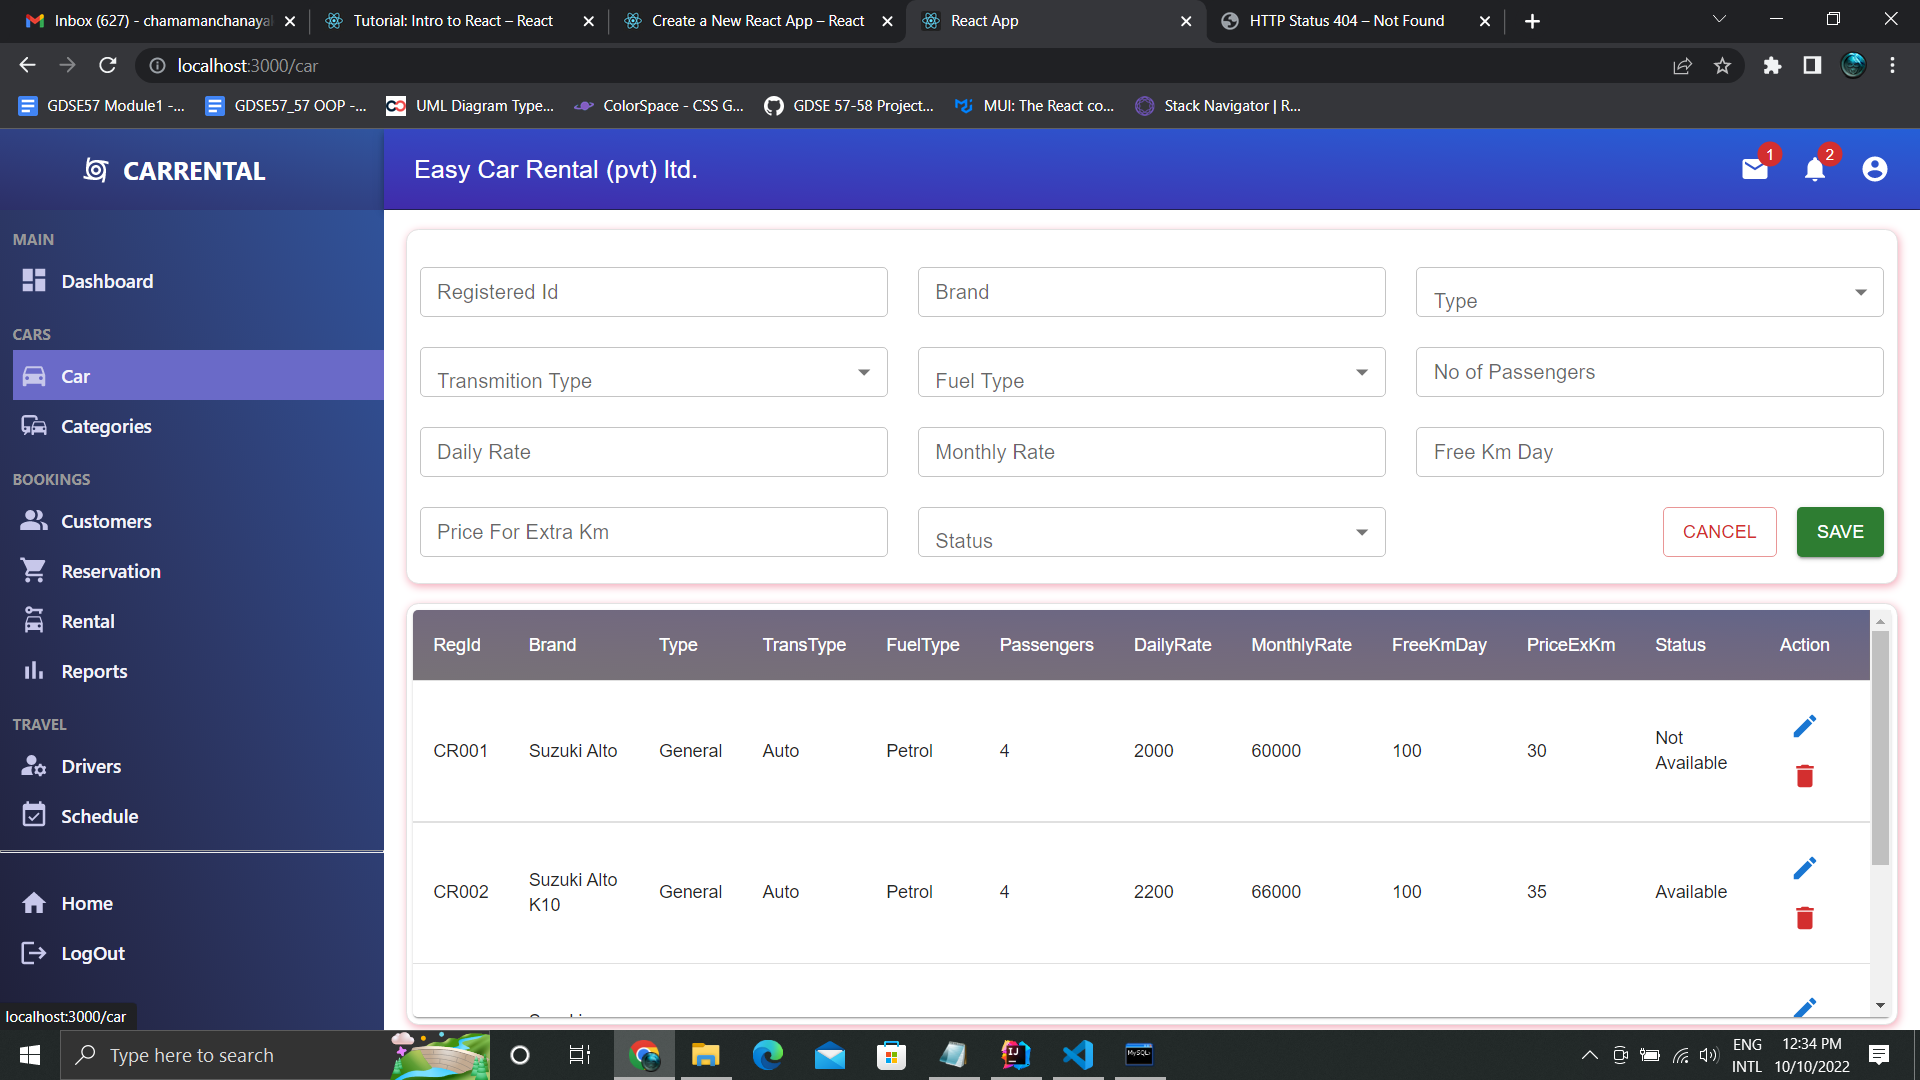 Inbox (627) - chamamanchanaya
Tutorial: Intro to React – React
Create a New React App – React
React App
HTTP Status 404 – Not Found
localhost:3000/car
GDSE57 Module1 -...
GDSE57_57 OOP -...
UML Diagram Type...
ColorSpace - CSS G...
GDSE 57-58 Project...
MUI: The React co...
Stack Navigator | R...
CARRENTAL
Easy Car Rental (pvt) ltd.
1
2
MAIN
Dashboard
CARS
Car
Categories
BOOKINGS
Customers
Reservation
Rental
Reports
TRAVEL
Drivers
Schedule
Home
LogOut
Registered Id
Brand
Type
Transmition Type
Fuel Type
No of Passengers
Daily Rate
Monthly Rate
Free Km Day
Price For Extra Km
Status
CANCEL
SAVE
RegId Brand Type TransType FuelType Passengers DailyRate MonthlyRate FreeKmDay PriceExKm Status Action
CR001 Suzuki Alto General Auto Petrol 4 2000 60000 100 30 Not Available
CR002 Suzuki Alto K10 General Auto Petrol 4 2200 66000 100 35 Available
localhost:3000/car
Type here to search
MySQL
ENG
INTL
12:34 PM
10/10/2022